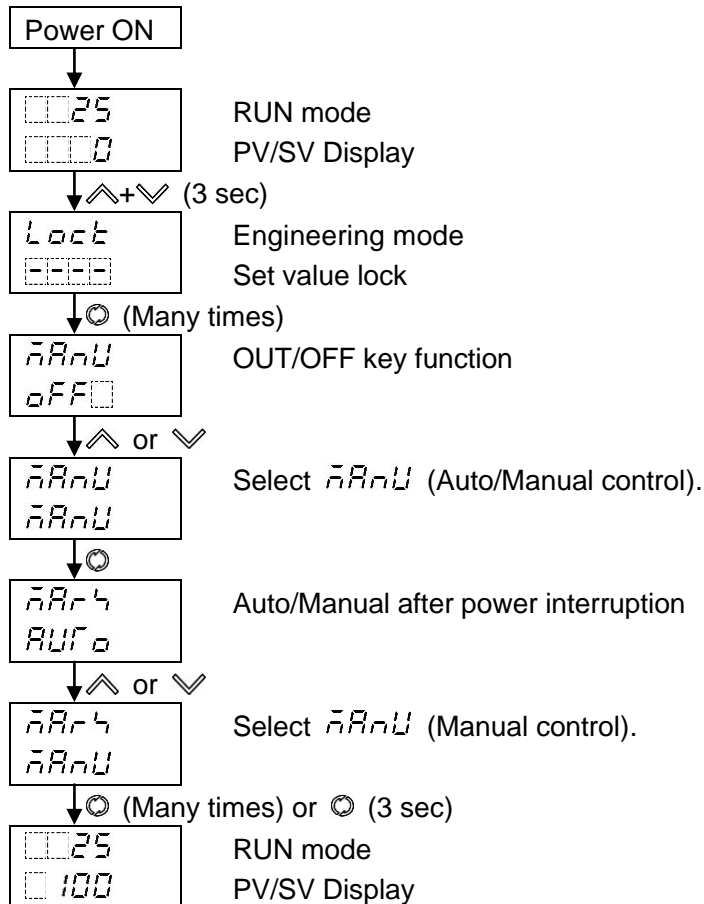 Power ON
25 RUN mode
0 PV/SV Display
+ (3 sec)
Lock Engineering mode
---- Set value lock
(Many times)
MANU OUT/OFF key function
oFF
or
MANU Select MANU (Auto/Manual control).
MANU
MArS Auto/Manual after power interruption
AUTo
or
MArS Select MANU (Manual control).
MANU
(Many times) or (3 sec)
25 RUN mode
100 PV/SV Display